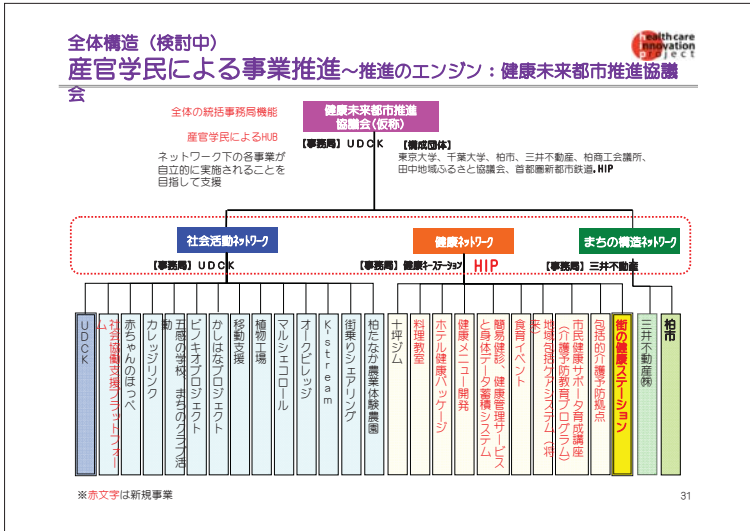 全体構造（検討中）
産官学民による事業推進～推進のエンジン：健康未来都市推進協議
会
healthcare
innovation
project
全体の統括事務局機能
産官学民によるHUB
ネットワーク下の各事業が
自立的に実施されることを
目指して支援
健康未来都市推進
協議会(仮称)
【事務局】UDCK
【構成団体】
東京大学、千葉大学、柏市、三井不動産、柏商工会議所、
田中地域ふるさと協議会、首都圏新都市鉄道、HIP
社会活動ネットワーク
【事務局】UDCK
健康ネットワーク
【事務局】健康ステーション HIP
まちの構造ネットワーク
【事務局】三井不動産
UDCK
社会協働支援プラットフォー
ム
赤ちゃんのほっぺ
カレッジリンク
五感の学校、まちのクラブ活
動
ピノキオプロジェクト
かしはなプロジェクト
移動支援
植物工場
マルシェコロール
オークビレッジ
K-stream
街乗りシェアリング
柏たなか農業体験農園
十坪ジム
料理教室
ホテル健康パッケージ
健康メニュー開発
簡易健診、健康管理サービス
と身体データ蓄積システム
食育イベント
地域包括ケアシステム（将
来）
市民健康サポータ育成講座
（介護予防教育プログラム）
包括的介護予防拠点
街の健康ステーション
三井不動産㈱
柏市
※赤文字は新規事業
31